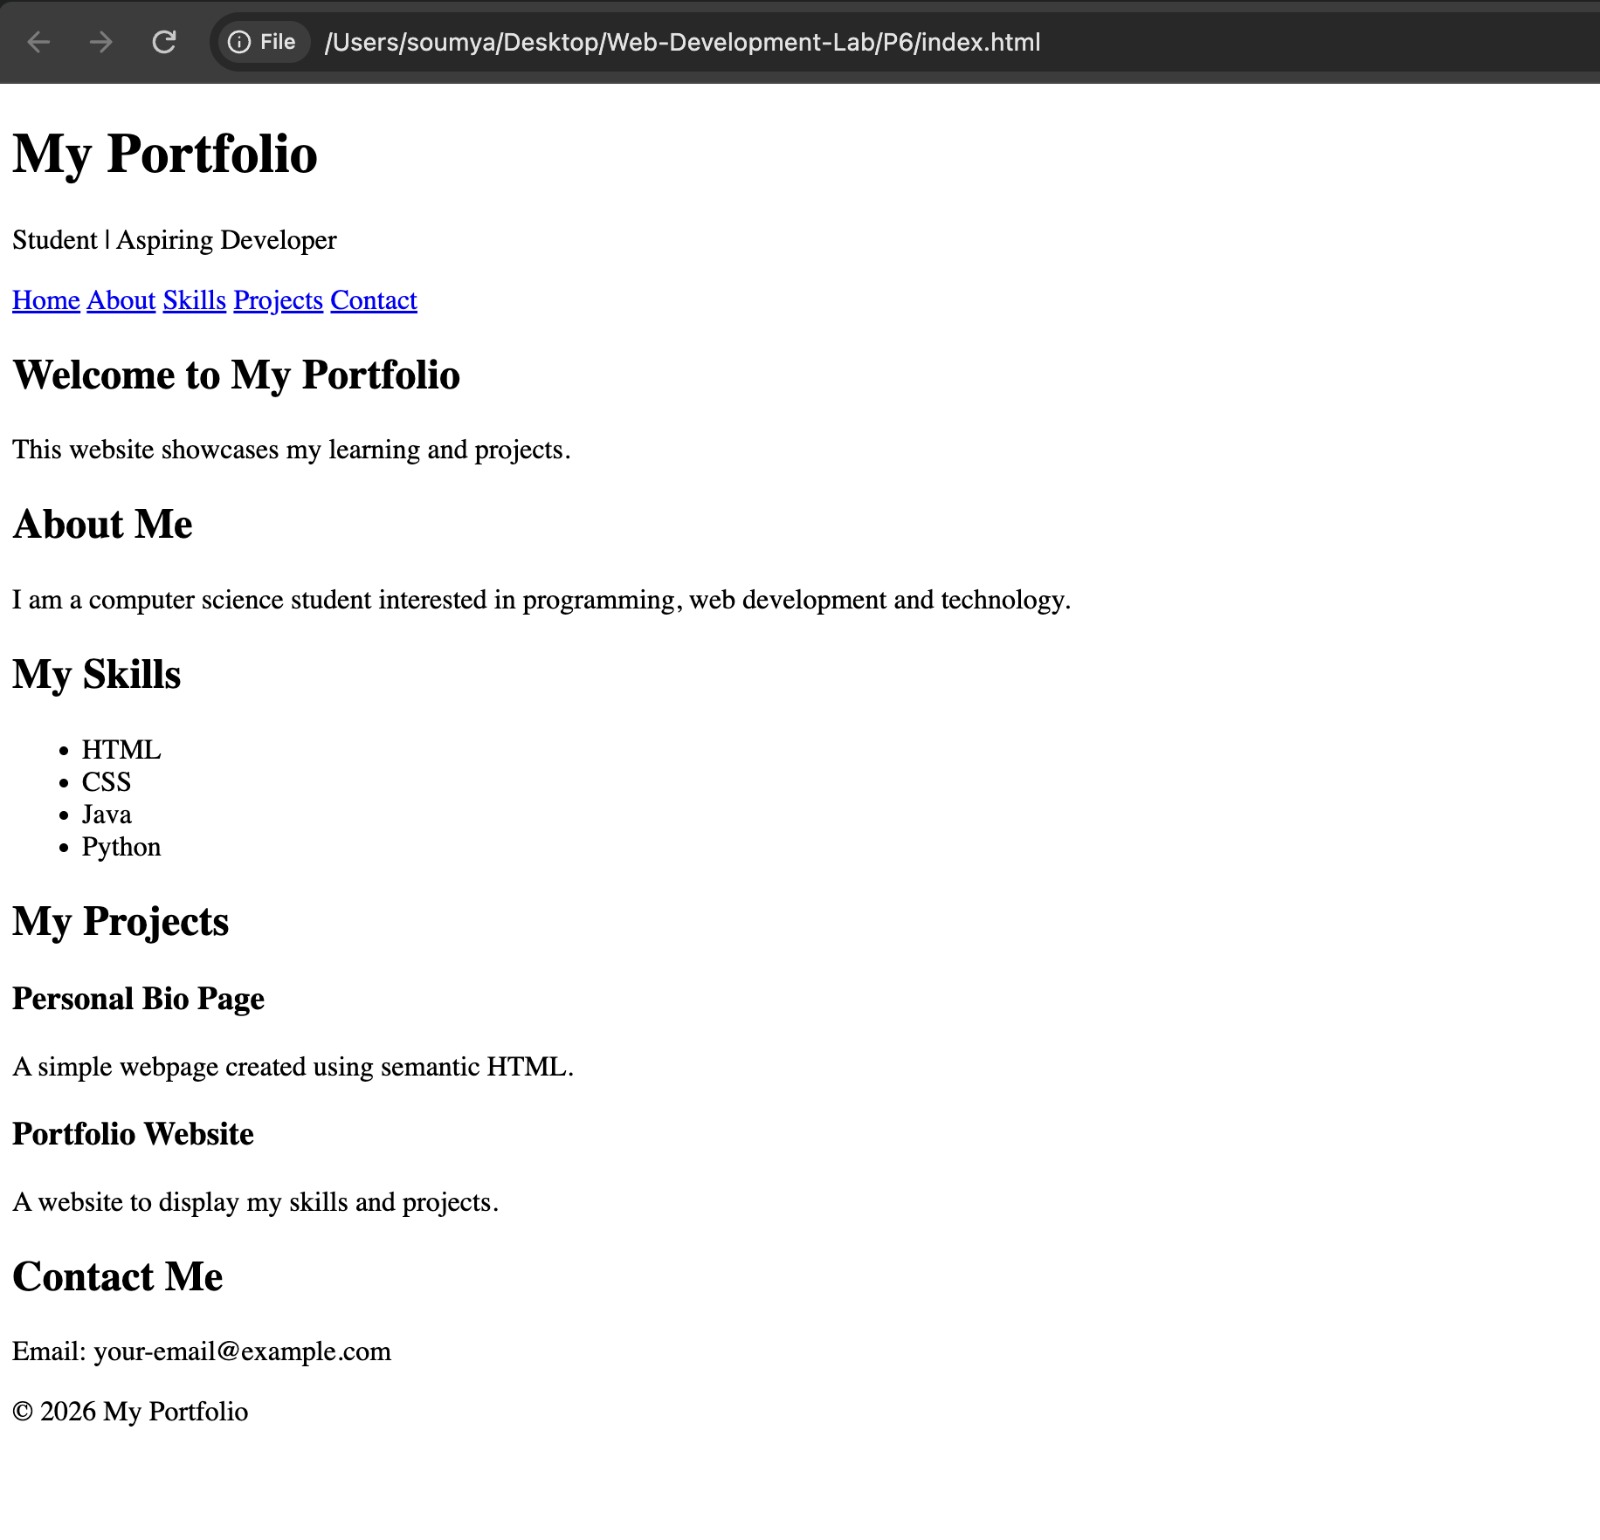 File /Users/soumya/Desktop/Web-Development-Lab/P6/index.html
My Portfolio
Student | Aspiring Developer
Home About Skills Projects Contact
Welcome to My Portfolio
This website showcases my learning and projects.
About Me
I am a computer science student interested in programming, web development and technology.
My Skills
• HTML
• CSS
• Java
• Python
My Projects
Personal Bio Page
A simple webpage created using semantic HTML.
Portfolio Website
A website to display my skills and projects.
Contact Me
Email: your-email@example.com
© 2026 My Portfolio